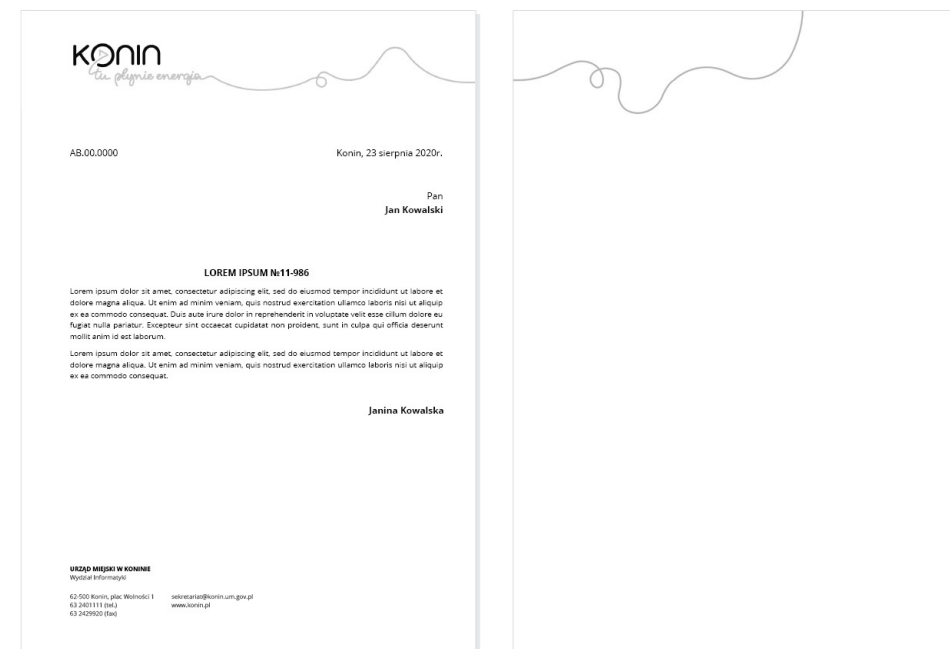 KONIN
tu płynie energia
AB.00.0000
Konin, 23 sierpnia 2020r.
Pan
Jan Kowalski
LOREM IPSUM №11-986
Lorem ipsum dolor sit amet, consectetur adipiscing elit, sed do eiusmod tempor incididunt ut labore et
dolore magna aliqua. Ut enim ad minim veniam, quis nostrud exercitation ullamco laboris nisi ut aliquip
ex ea commodo consequat. Duis aute irure dolor in reprehenderit in voluptate velit esse cillum dolore eu
fugiat nulla pariatur. Excepteur sint occaecat cupidatat non proident, sunt in culpa qui officia deserunt
mollit anim id est laborum.
Lorem ipsum dolor sit amet, consectetur adipiscing elit, sed do eiusmod tempor incididunt ut labore et
dolore magna aliqua. Ut enim ad minim veniam, quis nostrud exercitation ullamco laboris nisi ut aliquip
ex ea commodo consequat.
Janina Kowalska
URZĄD MIEJSKI W KONINIE
Wydział Informatyki
62-500 Konin, plac Wolności 1
63 2401111 (tel.)
63 2429920 (fax)
sekretariat@konin.um.gov.pl
www.konin.pl